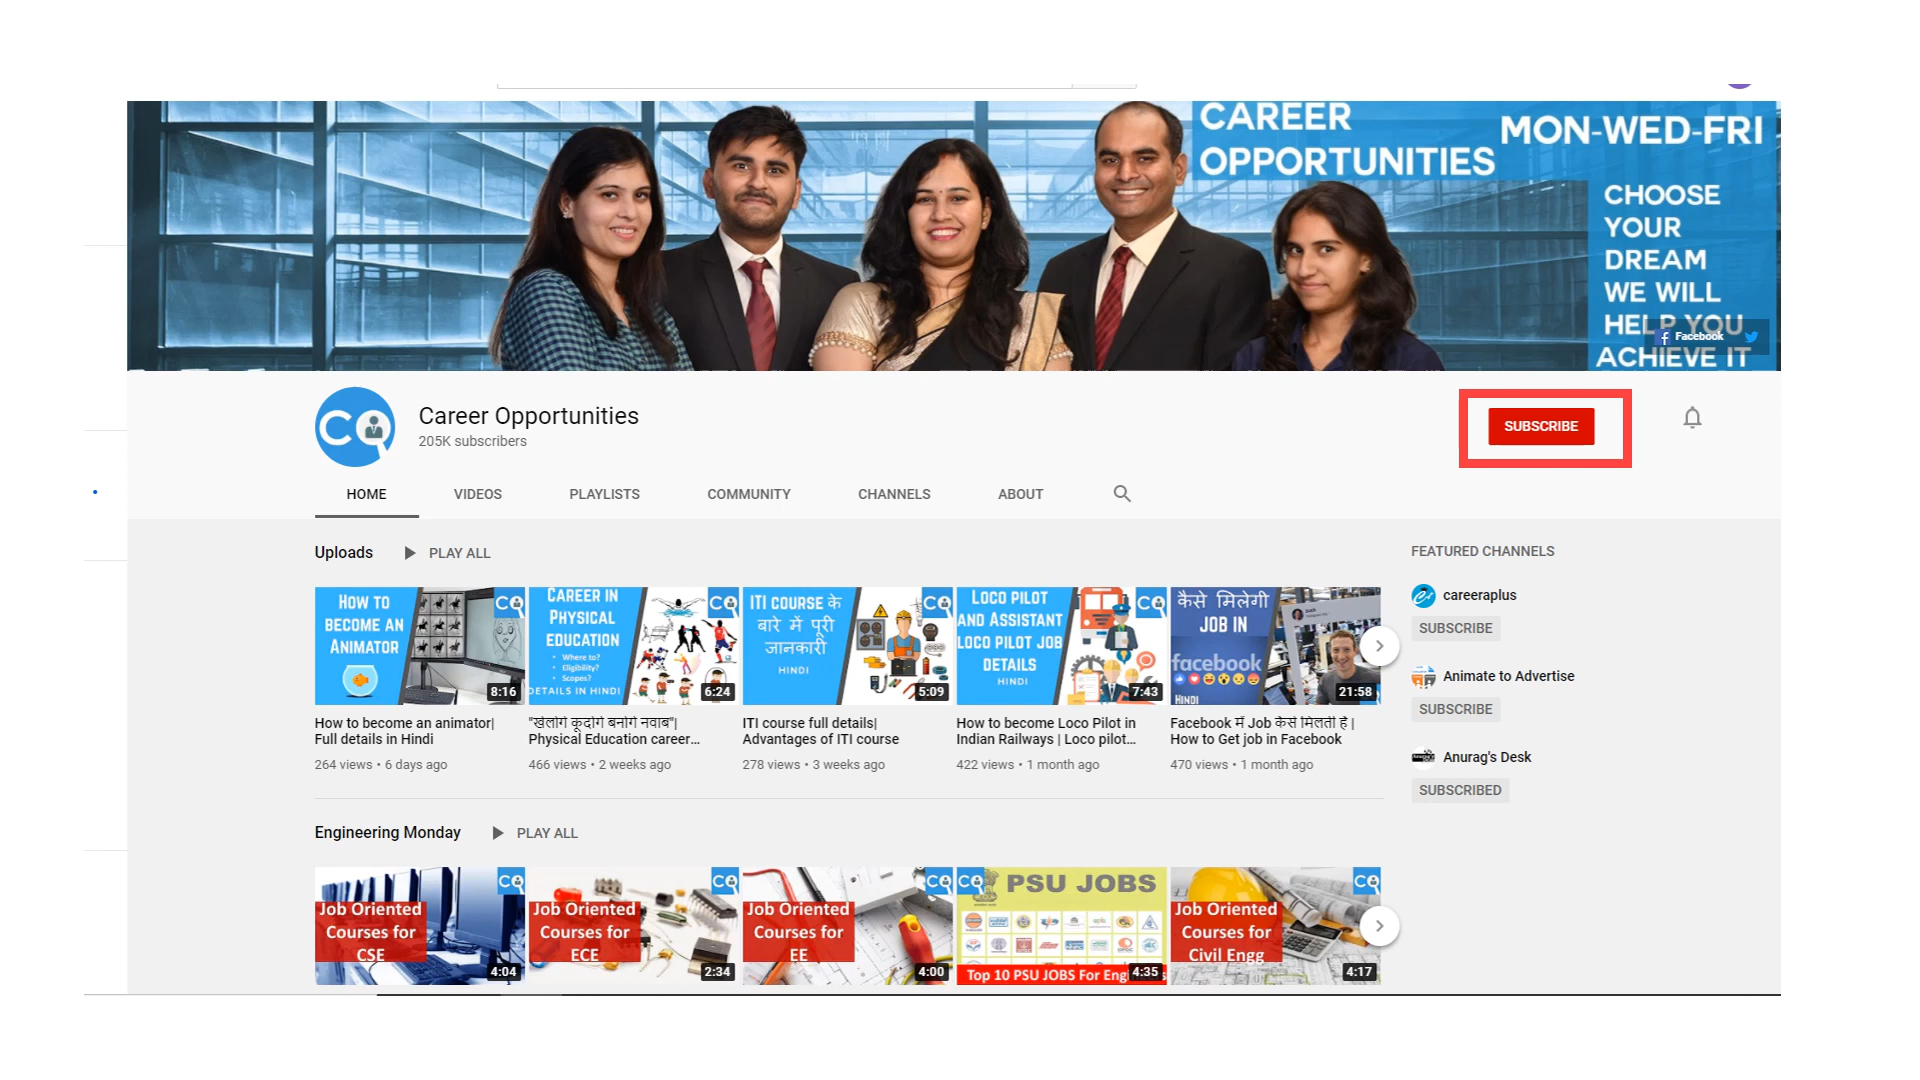 CAREER
OPPORTUNITIES
MON-WED-FRI
CHOOSE
YOUR
DREAM
WE WILL
HELP YOU
ACHIEVE IT
Facebook
CQ
Career Opportunities
205K subscribers
SUBSCRIBE
HOME VIDEOS PLAYLISTS COMMUNITY CHANNELS ABOUT
Uploads PLAY ALL
HOW TO
BECOME AN
ANIMATOR
8:16
How to become an animator|
Full details in Hindi
264 views • 6 days ago
CAREER IN
PHYSICAL
EDUCATION
• Where to?
• Eligibility?
• Scopes?
DETAILS IN HINDI
6:24
"खेलोगे कूदोगे बनोगे नवाब"|
Physical Education career...
466 views • 2 weeks ago
ITI COURSE के
बारे में पूरी
जानकारी
HINDI
5:09
ITI course full details|
Advantages of ITI course
278 views • 3 weeks ago
LOCO PILOT
AND ASSISTANT
LOCO PILOT JOB
DETAILS
HINDI
7:43
How to become Loco Pilot in
Indian Railways | Loco pilot...
422 views • 1 month ago
कैसे मिलेगी
JOB IN
facebook
HINDI
21:58
Facebook में Job कैसे मिलती है |
How to Get job in Facebook
470 views • 1 month ago
FEATURED CHANNELS
careeraplus
SUBSCRIBE
Animate to Advertise
SUBSCRIBE
Anurag's Desk
SUBSCRIBED
Engineering Monday PLAY ALL
Job Oriented
Courses for
CSE
4:04
Job Oriented
Courses for
ECE
2:34
Job Oriented
Courses for
EE
4:00
PSU JOBS
Top 10 PSU JOBS For Eng
4:35
Job Oriented
Courses for
Civil Engg
4:17